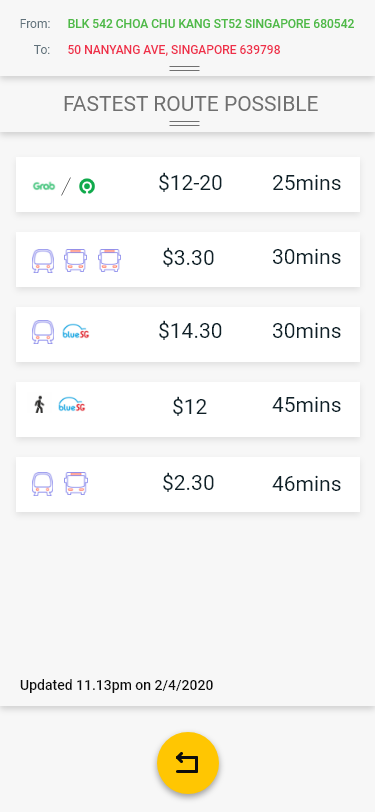 From: BLK 542 CHOA CHU KANG ST52 SINGAPORE 680542
To: 50 NANYANG AVE, SINGAPORE 639798
FASTEST ROUTE POSSIBLE
Grab / $12-20 25mins
$3.30 30mins
blueSG $14.30 30mins
blueSG $12 45mins
$2.30 46mins
Updated 11.13pm on 2/4/2020